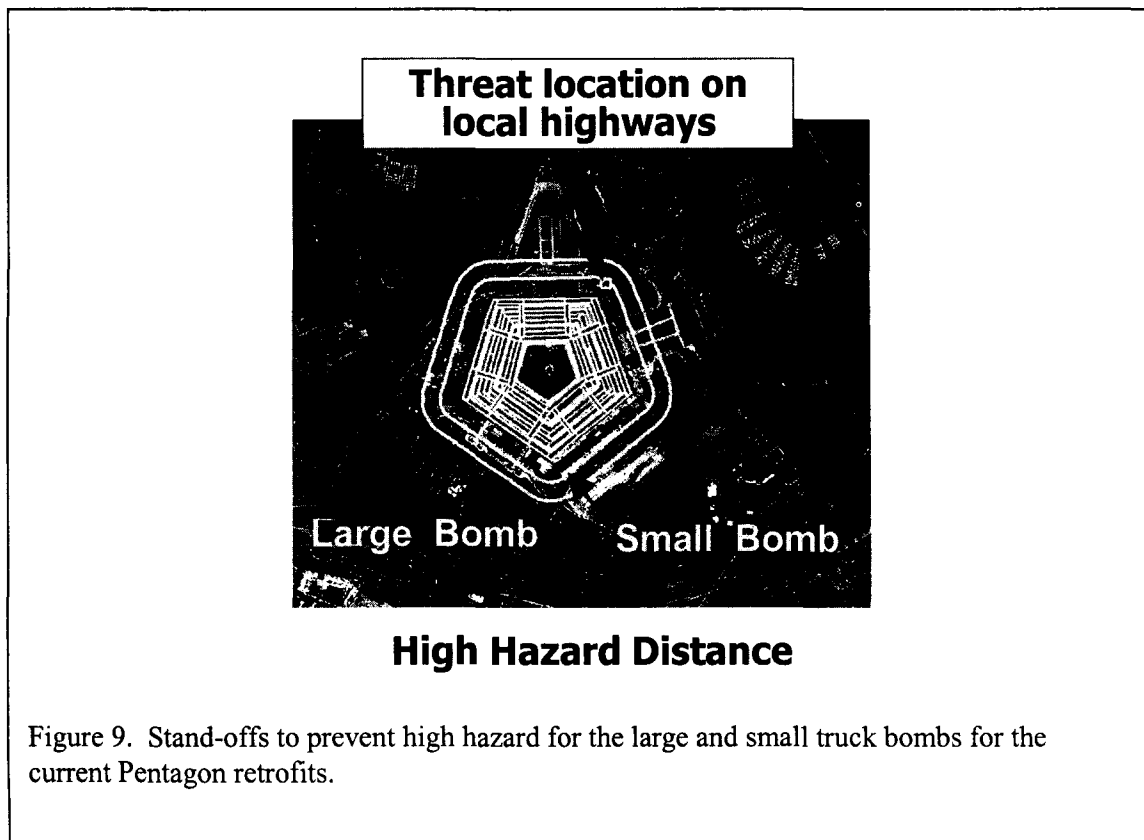 Threat location on
local highways
Large Bomb
Small Bomb
High Hazard Distance
Figure 9. Stand-offs to prevent high hazard for the large and small truck bombs for the
current Pentagon retrofits.